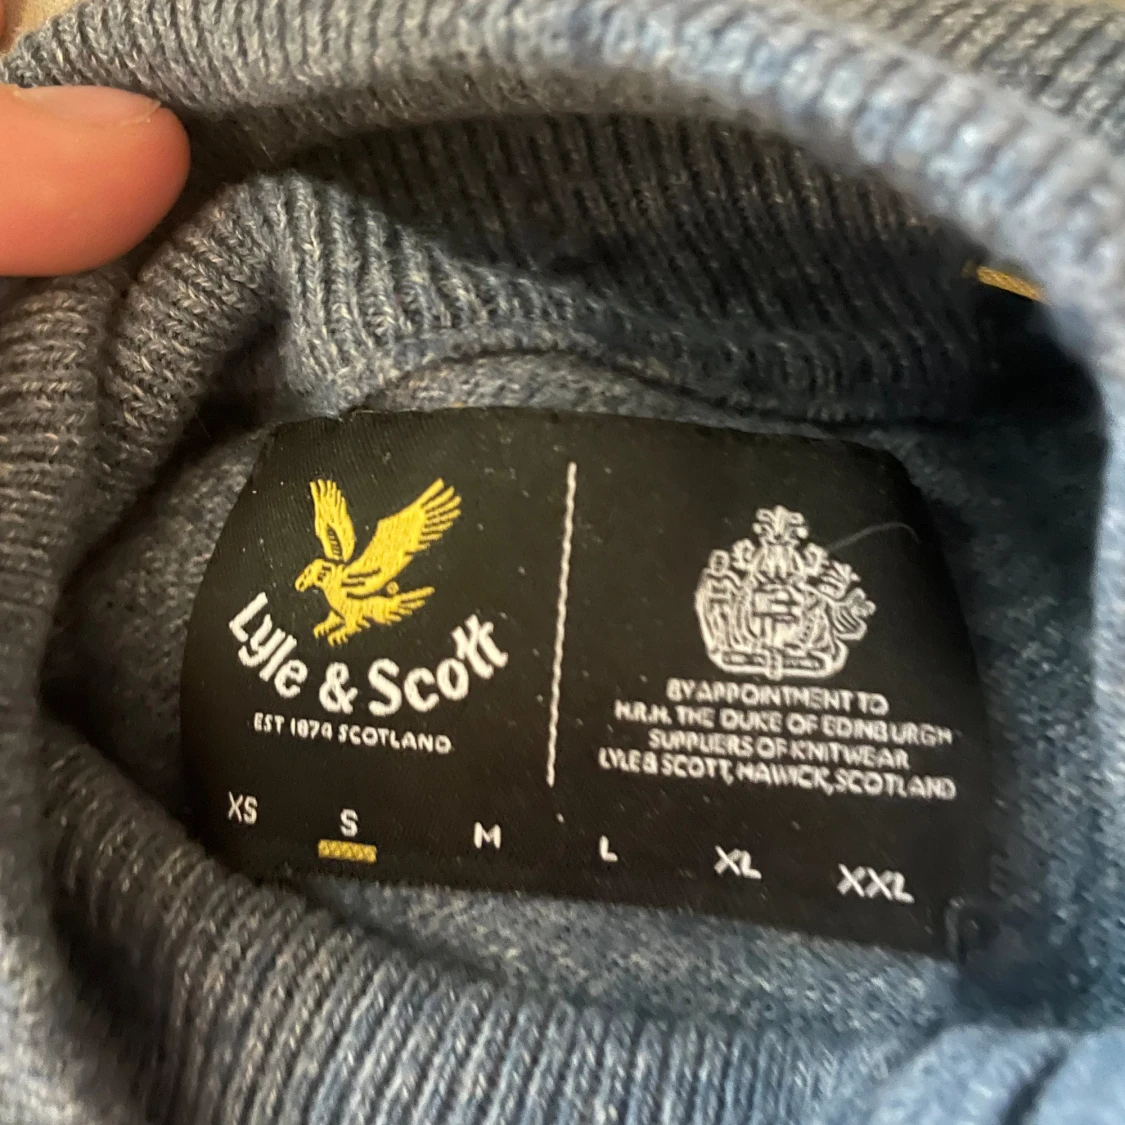 Lyle & Scott
EST 1874 SCOTLAND
BY APPOINTMENT TO
H.R.H. THE DUKE OF EDINBURGH
SUPPLIERS OF KNITWEAR
LYLE & SCOTT, HAWICK, SCOTLAND
XS S M L XL XXL